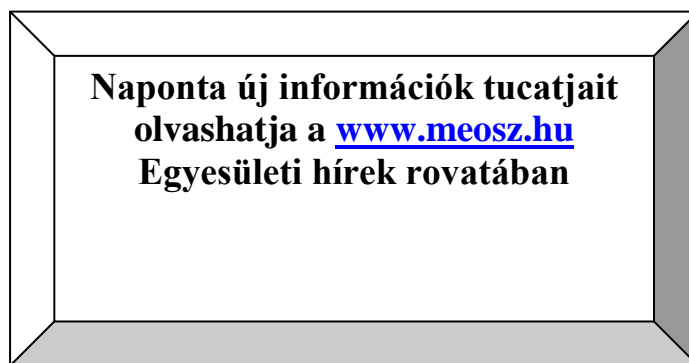 Naponta új információk tucatjait
olvashatja a www.meosz.hu
Egyesületi hírek rovatában